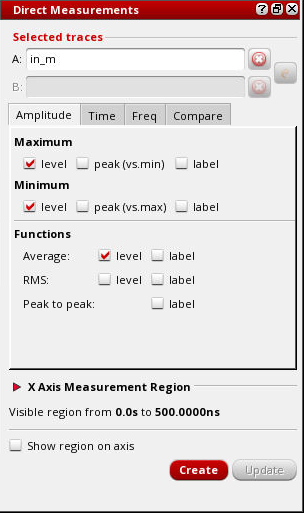 Direct Measurements
Selected traces
A: in_m
B:
Amplitude Time Freq Compare
Maximum
level peak (vs.min) label
Minimum
level peak (vs.max) label
Functions
Average: level label
RMS: level label
Peak to peak: label
X Axis Measurement Region
Visible region from 0.0s to 500.0000ns
Show region on axis
Create Update